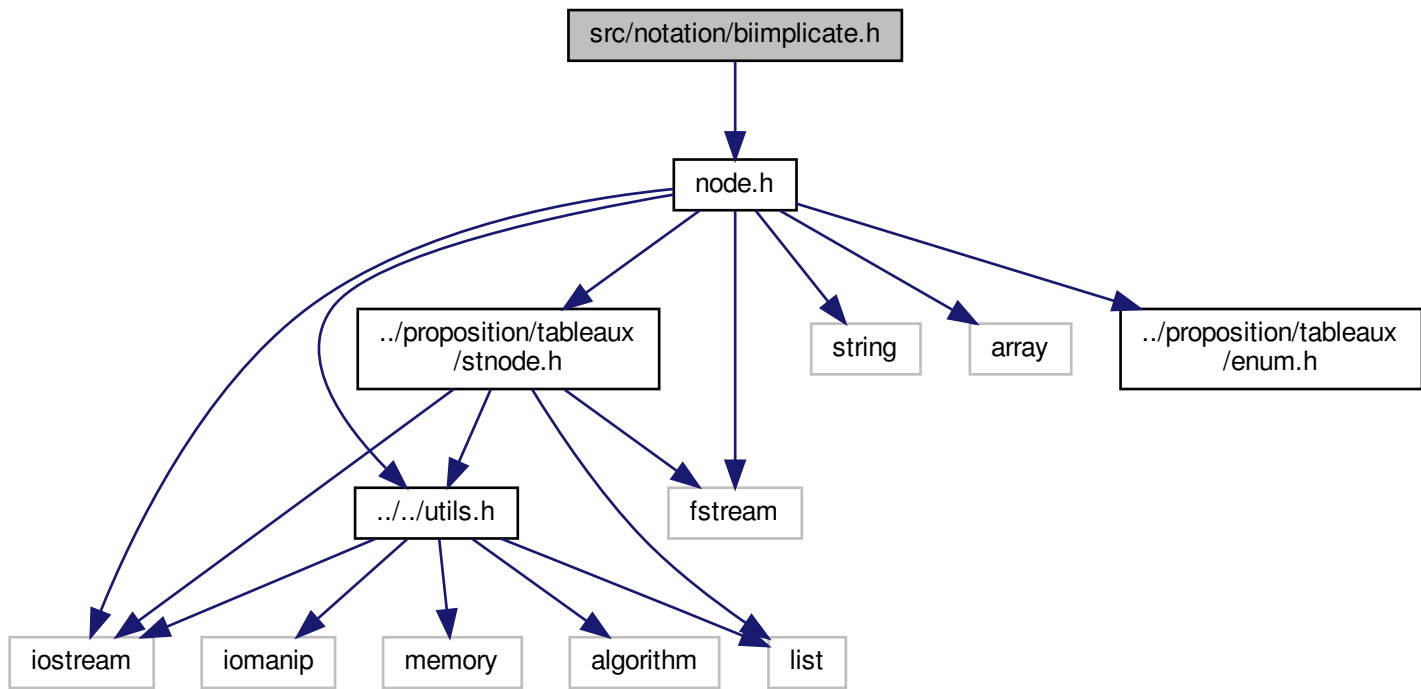 src/notation/biimplicate.h
node.h
../proposition/tableaux
/stnode.h
string
array
../proposition/tableaux
/enum.h
../../utils.h
fstream
iostream
iomanip
memory
algorithm
list